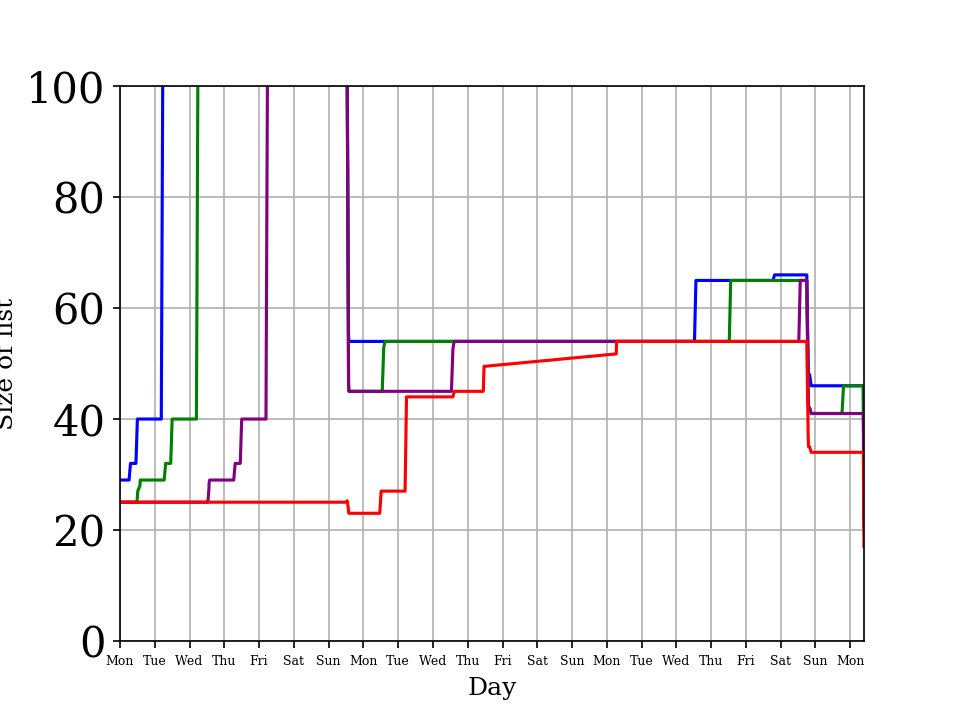 100
80
60
40
20
0
Size of list
Mon Tue Wed Thu Fri Sat Sun Mon Tue Wed Thu Fri Sat Sun Mon Tue Wed Thu Fri Sat Sun Mon
Day